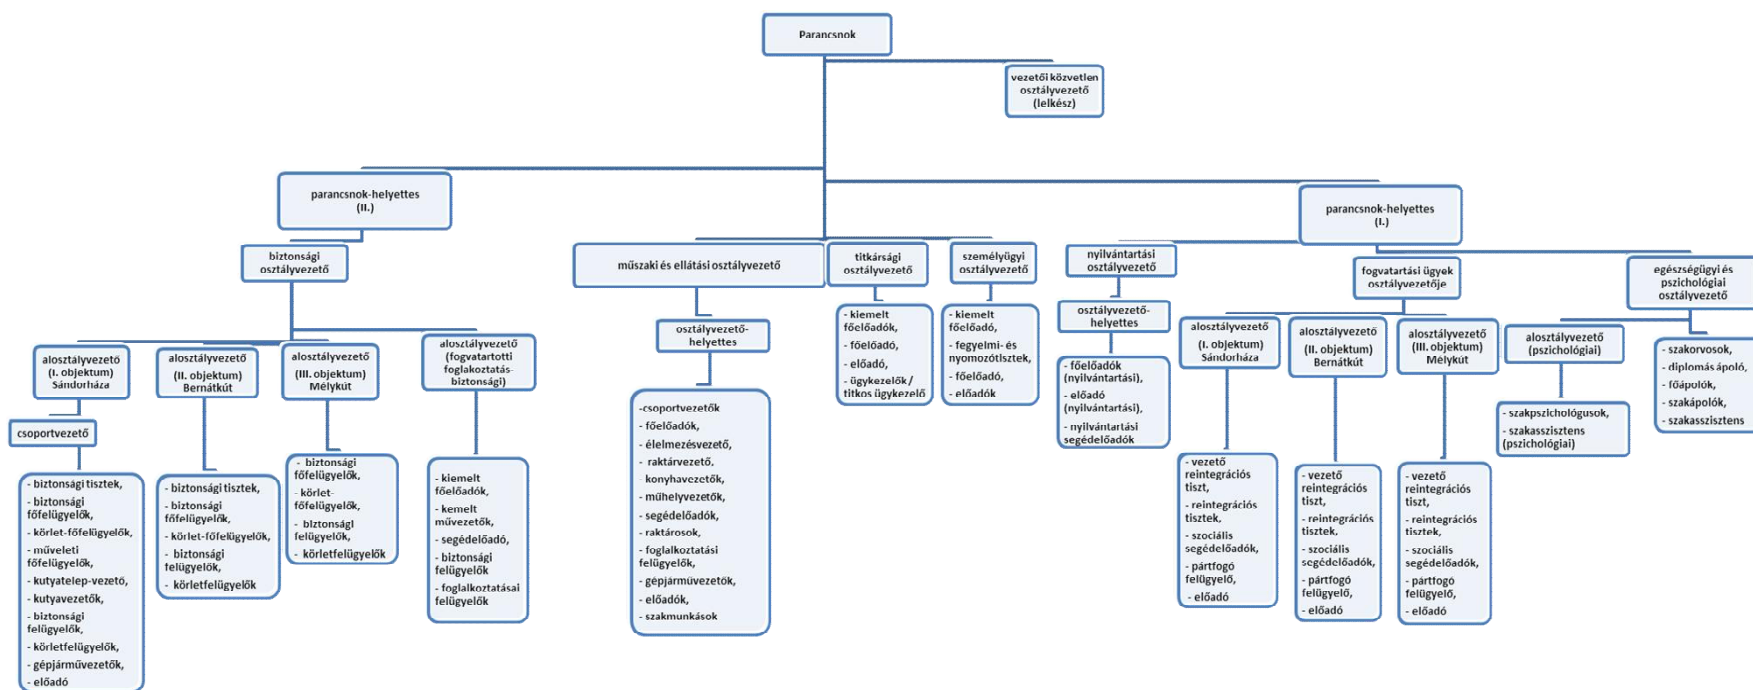 Parancsnok
vezetői közvetlen
osztályvezető
(lelkész)
parancsnok-helyettes
(II.)
parancsnok-helyettes
(I.)
biztonsági
osztályvezető
műszaki és ellátási osztályvezető
titkársági
osztályvezető
személyügyi
osztályvezető
nyilvántartási
osztályvezető
fogvatartási ügyek
osztályvezetője
egészségügyi és
pszichológiai
osztályvezető
alosztályvezető
(I. objektum)
Sándorháza
alosztályvezető
(II. objektum)
Bernátkút
alosztályvezető
(III. objektum)
Mélykút
alosztályvezető
(fogvatartotti
foglakoztatás-
biztonsági)
osztályvezető-
helyettes
- kiemelt
főelőadók,
- főelőadó,
- előadó,
- ügykezelők /
titkos ügykezelő
- kiemelt
főelőadó,
- fegyelmi- és
nyomozótisztek,
- főelőadó,
- előadók
osztályvezető-
helyettes
alosztályvezető
(I. objektum)
Sándorháza
alosztályvezető
(II. objektum)
Bernátkút
alosztályvezető
(III. objektum)
Mélykút
alosztályvezető
(pszichológiai)
- szakorvosok,
- diplomás ápoló,
- főápolók,
- szakápolók,
- szakasszisztens
csoportvezető
- biztonsági tisztek,
- biztonsági
főfelügyelők,
- körlet-főfelügyelők,
- műveleti
főfelügyelők,
- kutyatelep-vezető,
- kutyavezetők,
- biztonsági
felügyelők,
- körletfelügyelők,
- gépjárművezetők,
- előadó
- biztonsági tisztek,
- biztonsági
főfelügyelők,
- körlet-főfelügyelők,
- biztonsági
felügyelők,
- körletfelügyelők
- biztonsági
főfelügyelők,
- körlet-
főfelügyelők,
- biztonsági
felügyelők,
- körletfelügyelők
- kiemelt
főelőadók,
- kemelt
művezetők,
- segédelőadó,
- biztonsági
felügyelők
- foglalkoztatásai
felügyelők
-csoportvezetők
- főelőadók,
- élelmezésvezető,
- raktárvezető,
- konyhavezetők,
- műhelyvezetők,
- segédelőadók,
- raktárosok,
- foglalkoztatási
felügyelők,
- gépjárművezetők,
- előadók,
- szakmunkások
- főelőadók
(nyilvántartási),
- előadó
(nyilvántartási),
- nyilvántartási
segédelőadók
- vezető
reintegrációs
tiszt,
- reintegrációs
tisztek,
- szociális
segédelőadók,
- pártfogó
felügyelő,
- előadó
- vezető
reintegrációs
tiszt,
- reintegrációs
tisztek,
- szociális
segédelőadók,
- pártfogó
felügyelő,
- előadó
- vezető
reintegrációs
tiszt,
- reintegrációs
tisztek,
- szociális
segédelőadók,
- pártfogó
felügyelő,
- előadó
- szakpszichológusok,
- szakasszisztens
(pszichológiai)